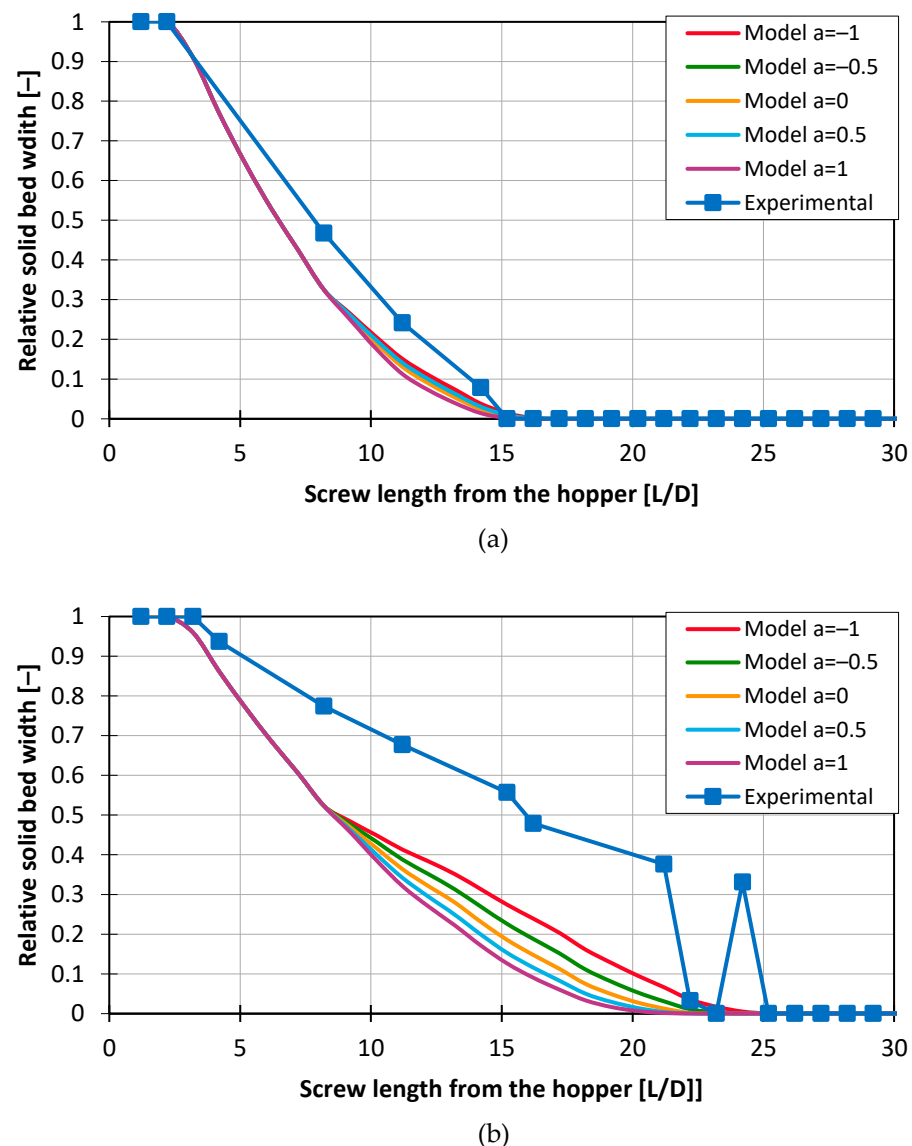 1
0.9
0.8
0.7
0.6
0.5
0.4
0.3
0.2
0.1
0
Relative solid bed wdith [–]
Model a=–1
Model a=–0.5
Model a=0
Model a=0.5
Model a=1
Experimental
0 5 10 15 20 25 30
Screw length from the hopper [L/D]
(a)
1
0.9
0.8
0.7
0.6
0.5
0.4
0.3
0.2
0.1
0
Relative solid bed width [–]
Model a=–1
Model a=–0.5
Model a=0
Model a=0.5
Model a=1
Experimental
0 5 10 15 20 25 30
Screw length from the hopper [L/D]]
(b)